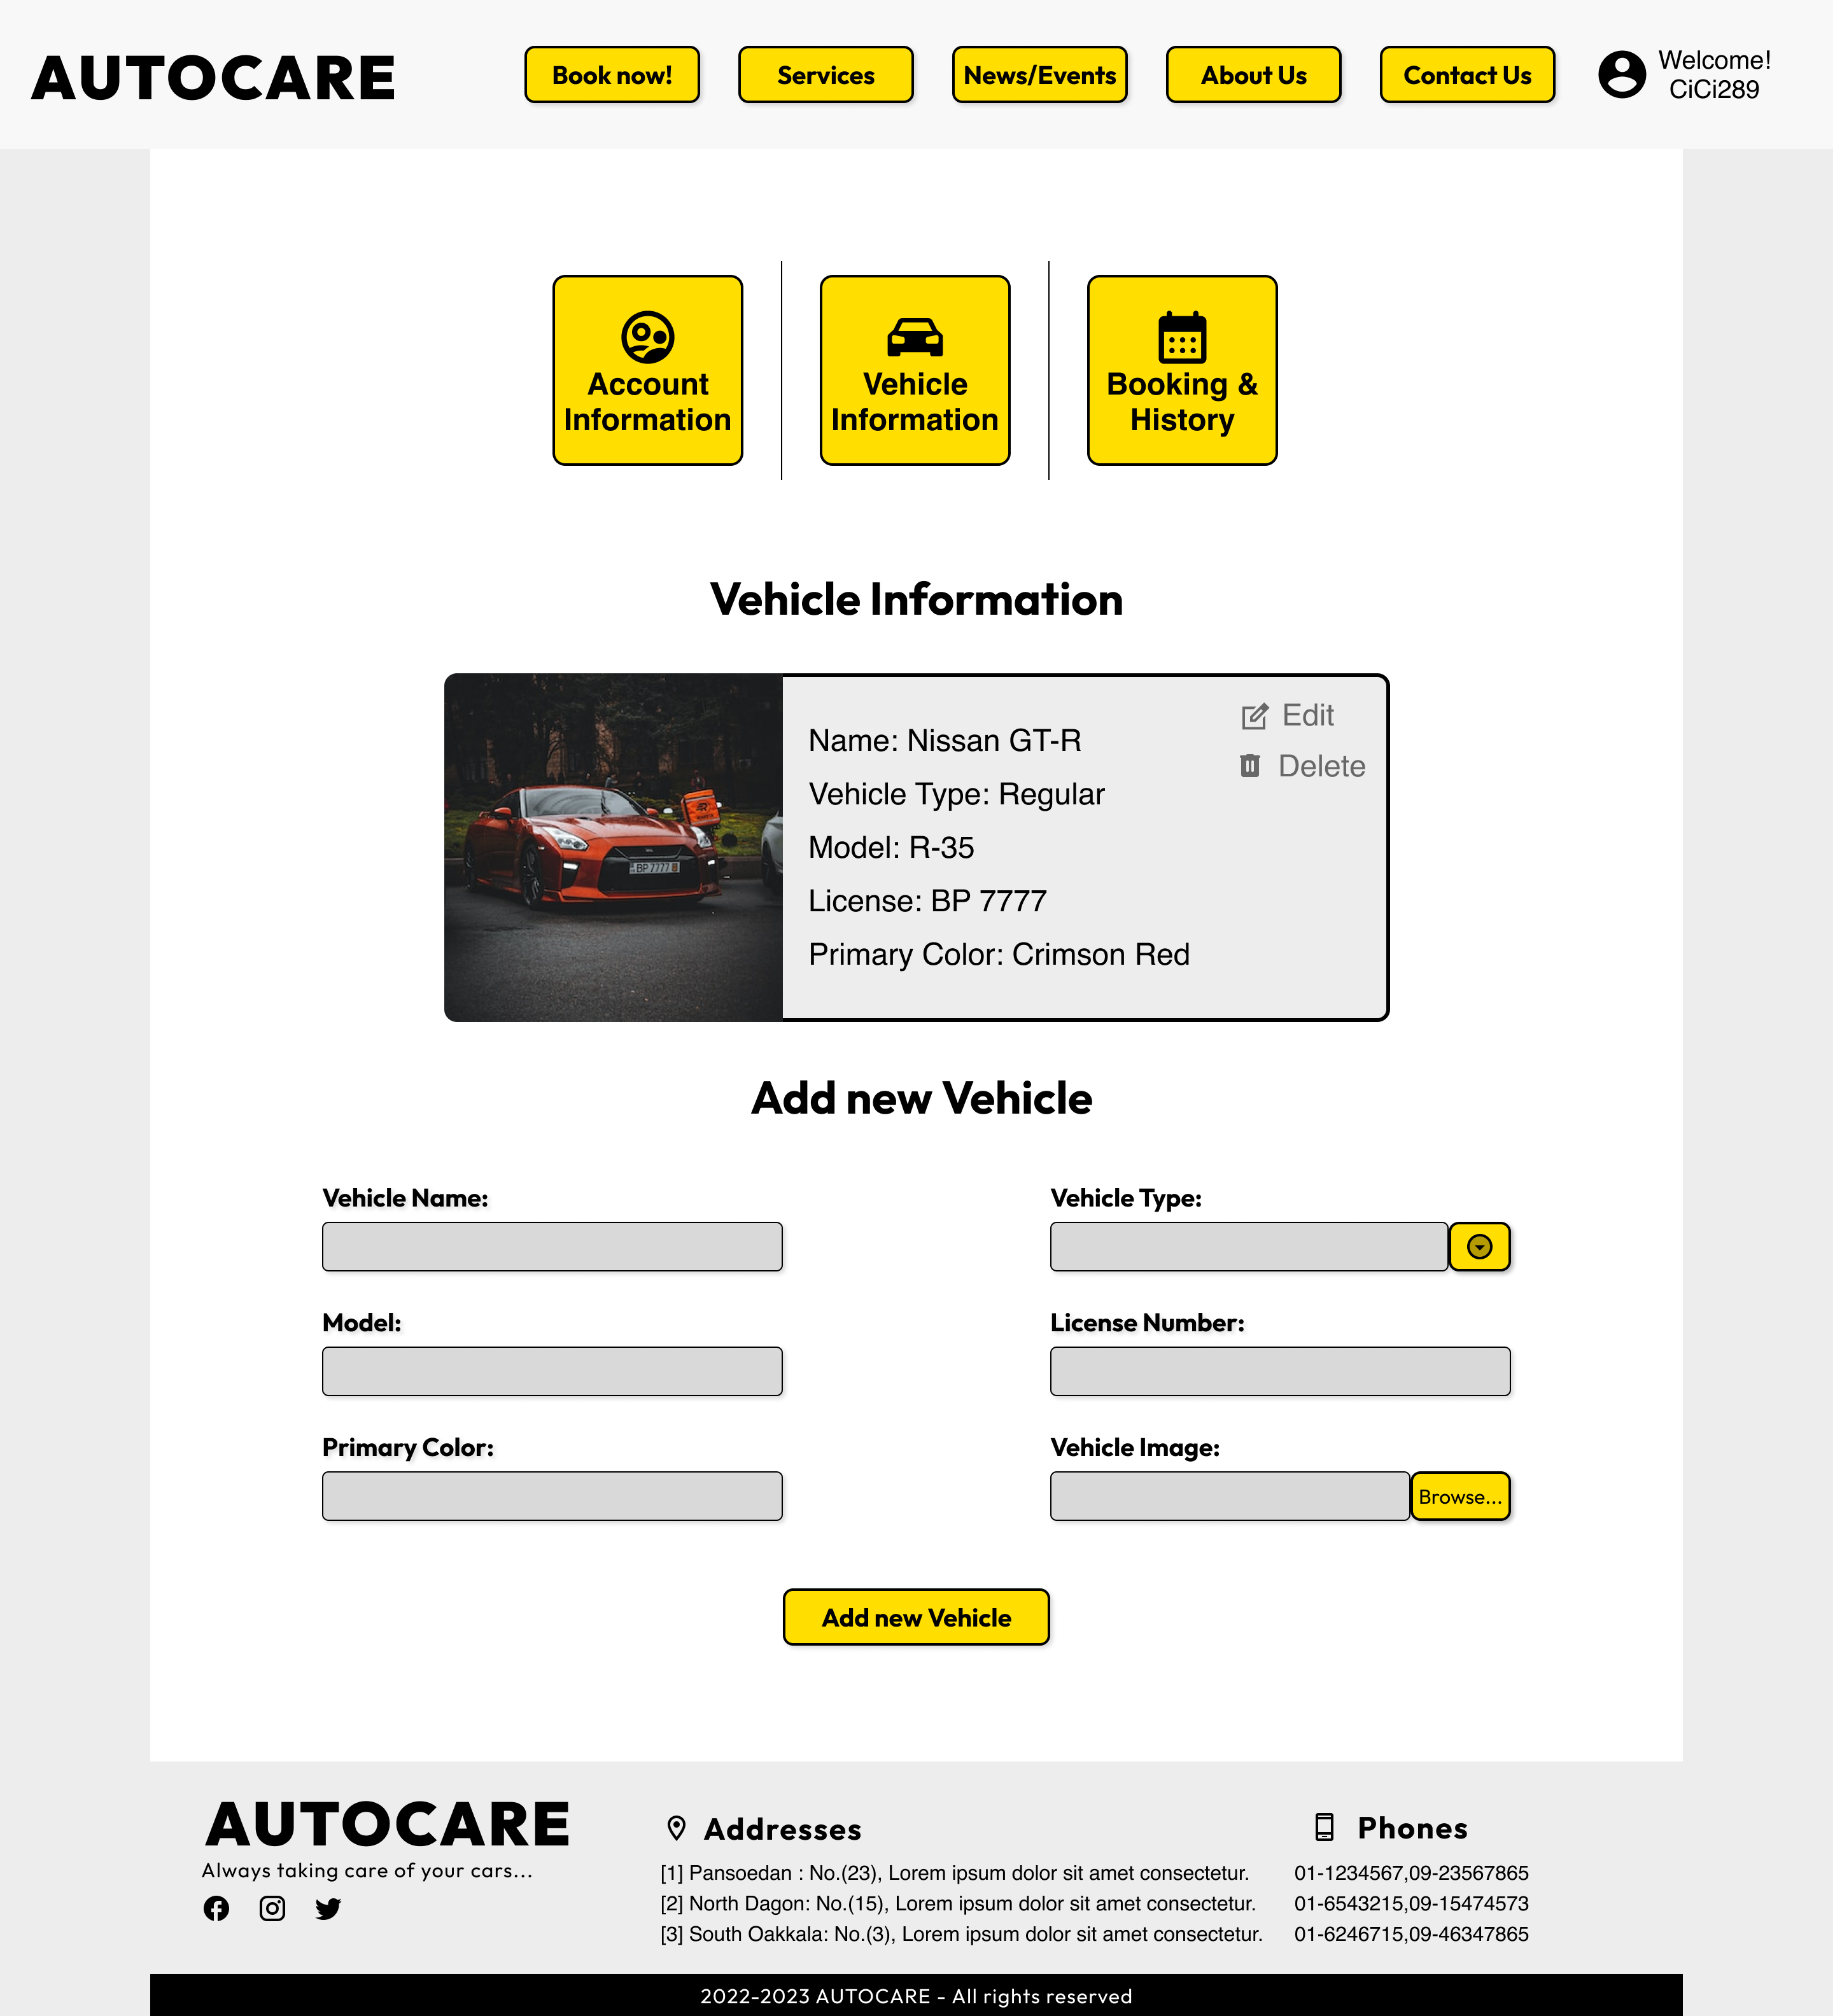 AUTOCARE
Book now!
Services
News/Events
About Us
Contact Us
Welcome!
CiCi289
Account
Information
Vehicle
Information
Booking &
History
Vehicle Information
BP 7777
Name: Nissan GT-R
Vehicle Type: Regular
Model: R-35
License: BP 7777
Primary Color: Crimson Red
Edit
Delete
Add new Vehicle
Vehicle Name:
Vehicle Type:
Model:
License Number:
Primary Color:
Vehicle Image:
Browse...
Add new Vehicle
AUTOCARE
Always taking care of your cars...
Addresses
[1] Pansoedan : No.(23), Lorem ipsum dolor sit amet consectetur.
[2] North Dagon: No.(15), Lorem ipsum dolor sit amet consectetur.
[3] South Oakkala: No.(3), Lorem ipsum dolor sit amet consectetur.
Phones
01-1234567,09-23567865
01-6543215,09-15474573
01-6246715,09-46347865
2022-2023 AUTOCARE - All rights reserved